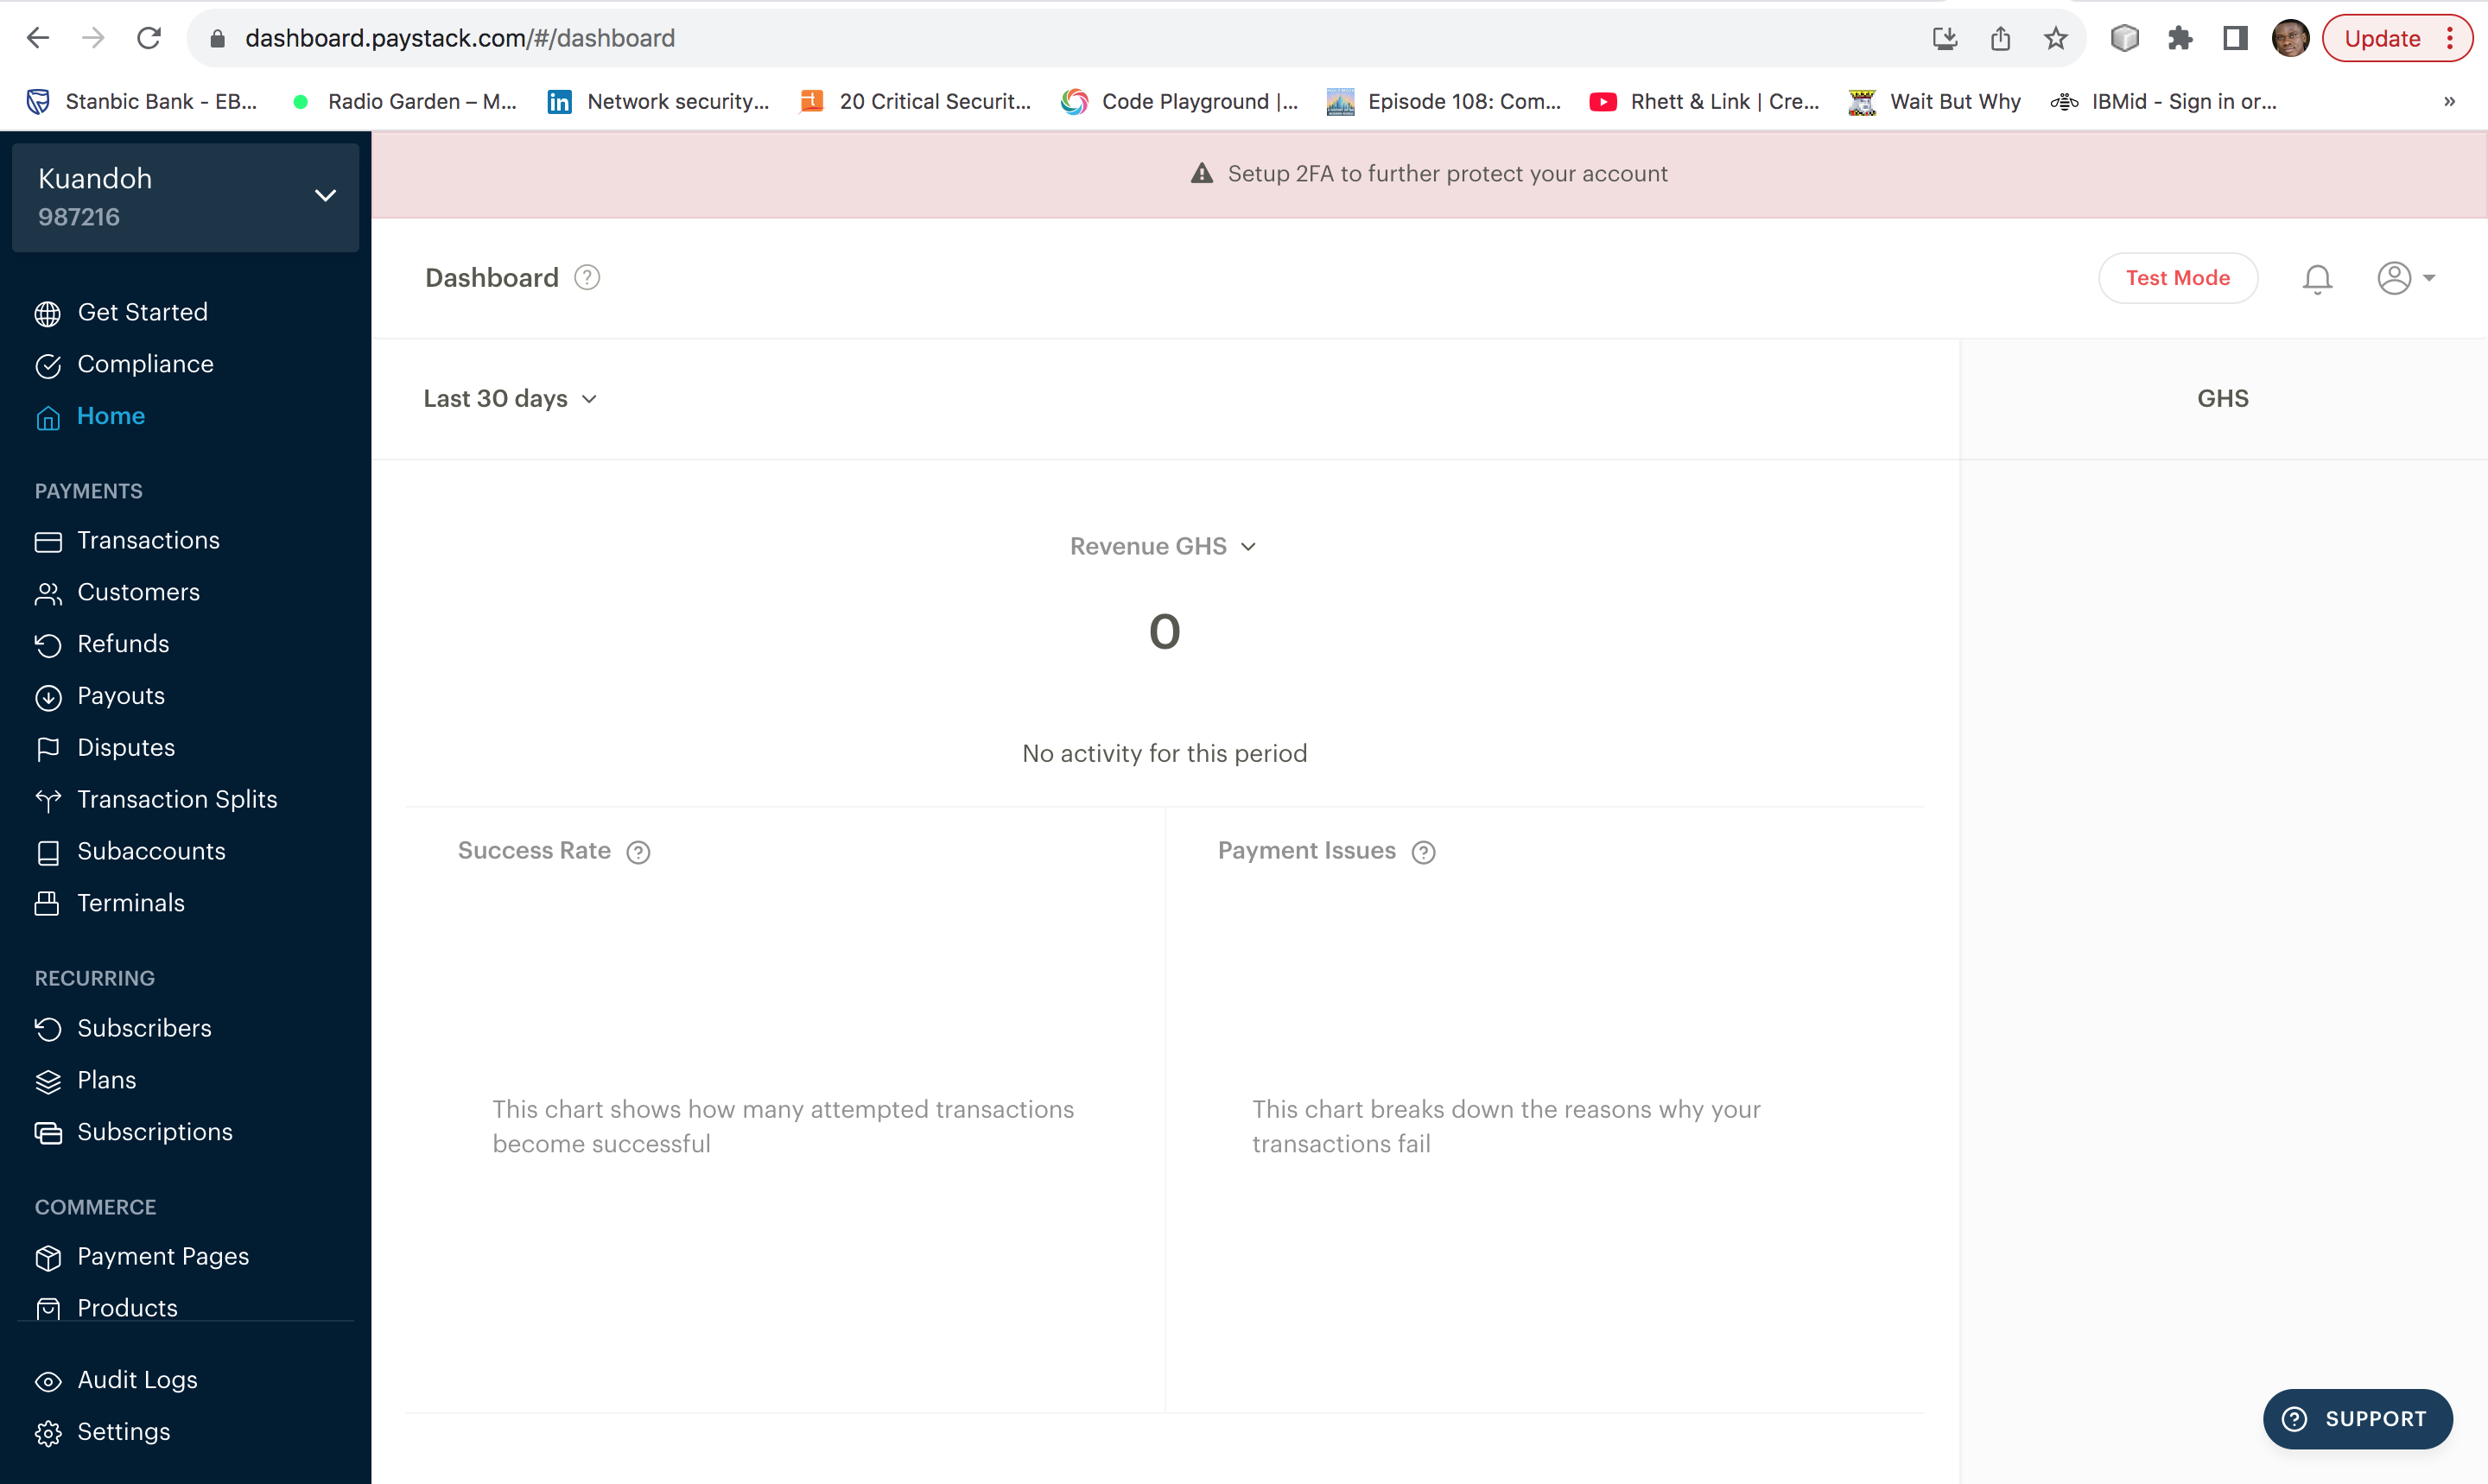 dashboard.paystack.com/#/dashboard
Update
Stanbic Bank - EB...
Radio Garden – M...
Network security...
20 Critical Securit...
Code Playground |...
Episode 108: Com...
Rhett & Link | Cre...
Wait But Why
IBMid - Sign in or...
»
Kuandoh
987216
Get Started
Compliance
Home
PAYMENTS
Transactions
Customers
Refunds
Payouts
Disputes
Transaction Splits
Subaccounts
Terminals
RECURRING
Subscribers
Plans
Subscriptions
COMMERCE
Payment Pages
Products
Audit Logs
Settings
Setup 2FA to further protect your account
Dashboard
Test Mode
Last 30 days
GHS
Revenue GHS
0
No activity for this period
Success Rate
This chart shows how many attempted transactions
become successful
Payment Issues
This chart breaks down the reasons why your
transactions fail
SUPPORT